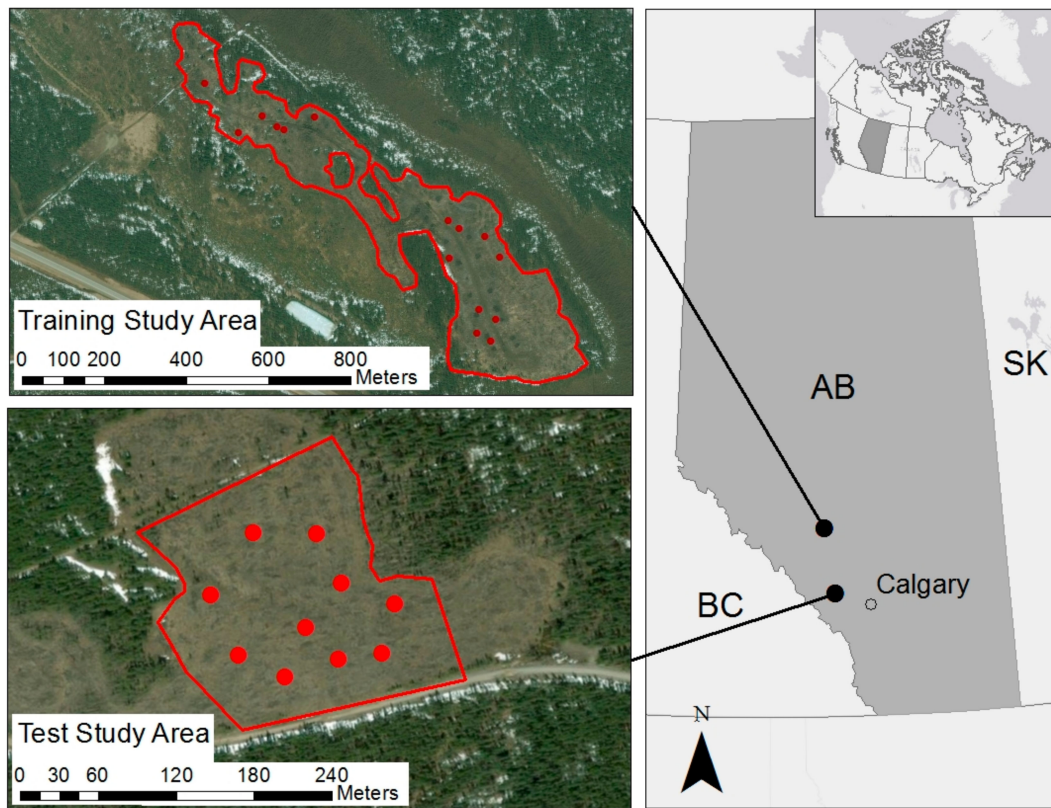 Training Study Area
0 100 200 400 600 800
Meters
Test Study Area
0 30 60 120 180 240
Meters
AB
SK
BC
Calgary
N